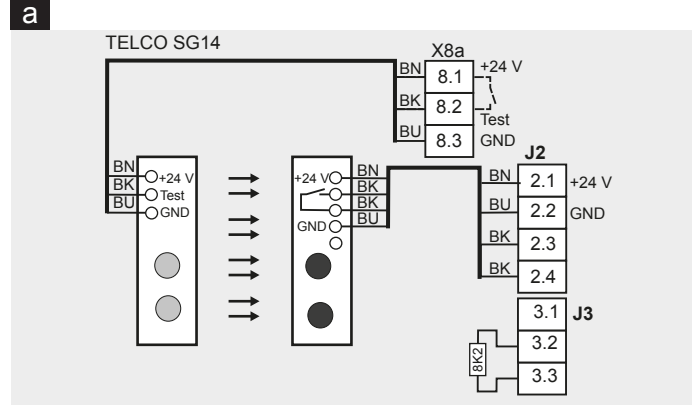 a
TELCO SG14
X8a
BN 8.1 +24 V
BK 8.2
Test
BU 8.3 GND
J2
BN +24 V
BK Test
BU GND
+24 V BN
BK
BK
GND BU
BN 2.1 +24 V
BU 2.2 GND
BK 2.3
BK 2.4
3.1 J3
3.2
8K2
3.3